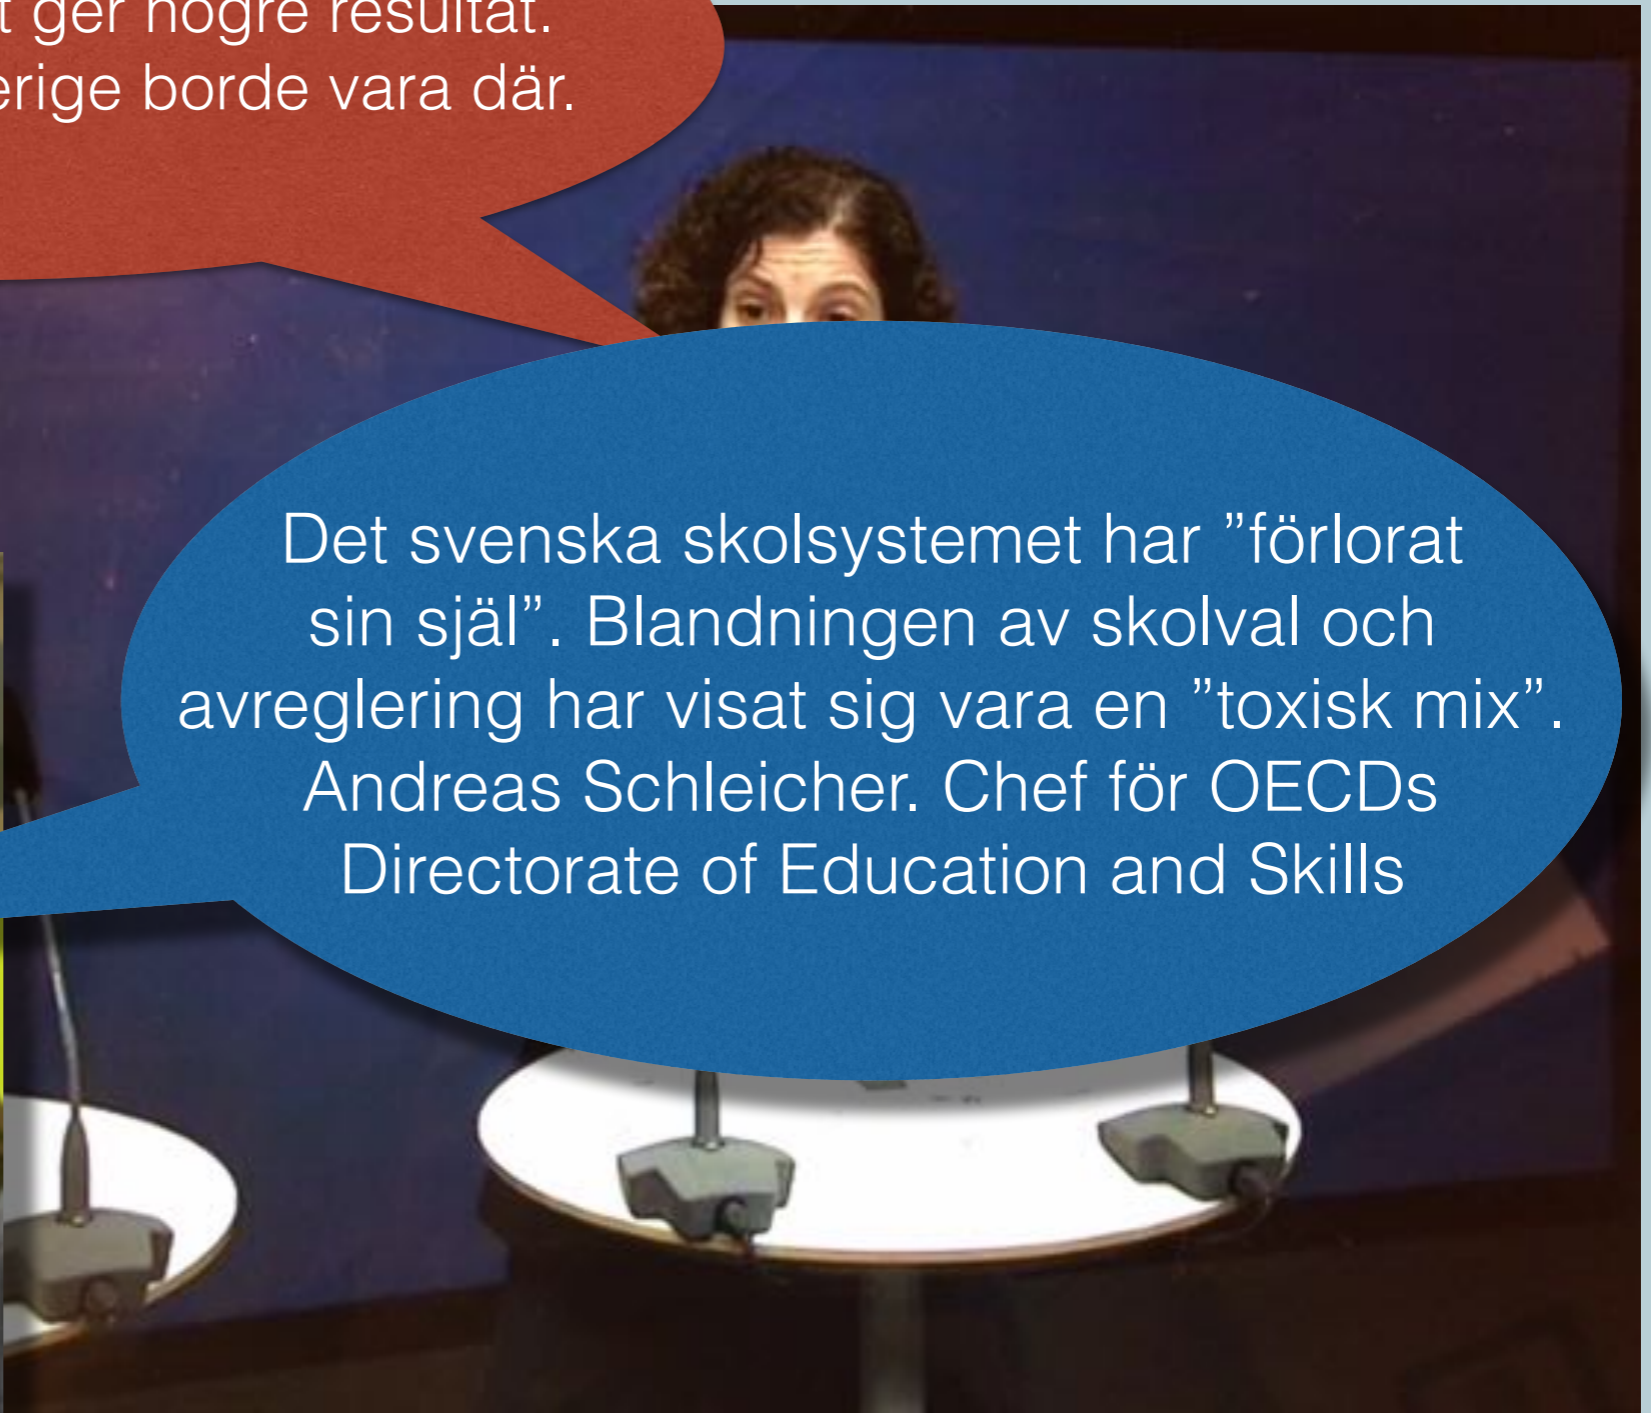 ger högre resultat.
borde vara där.
Det svenska skolsystemet har ”förlorat
sin själ”. Blandningen av skolval och
avreglering har visat sig vara en ”toxisk mix”.
Andreas Schleicher. Chef för OECDs
Directorate of Education and Skills